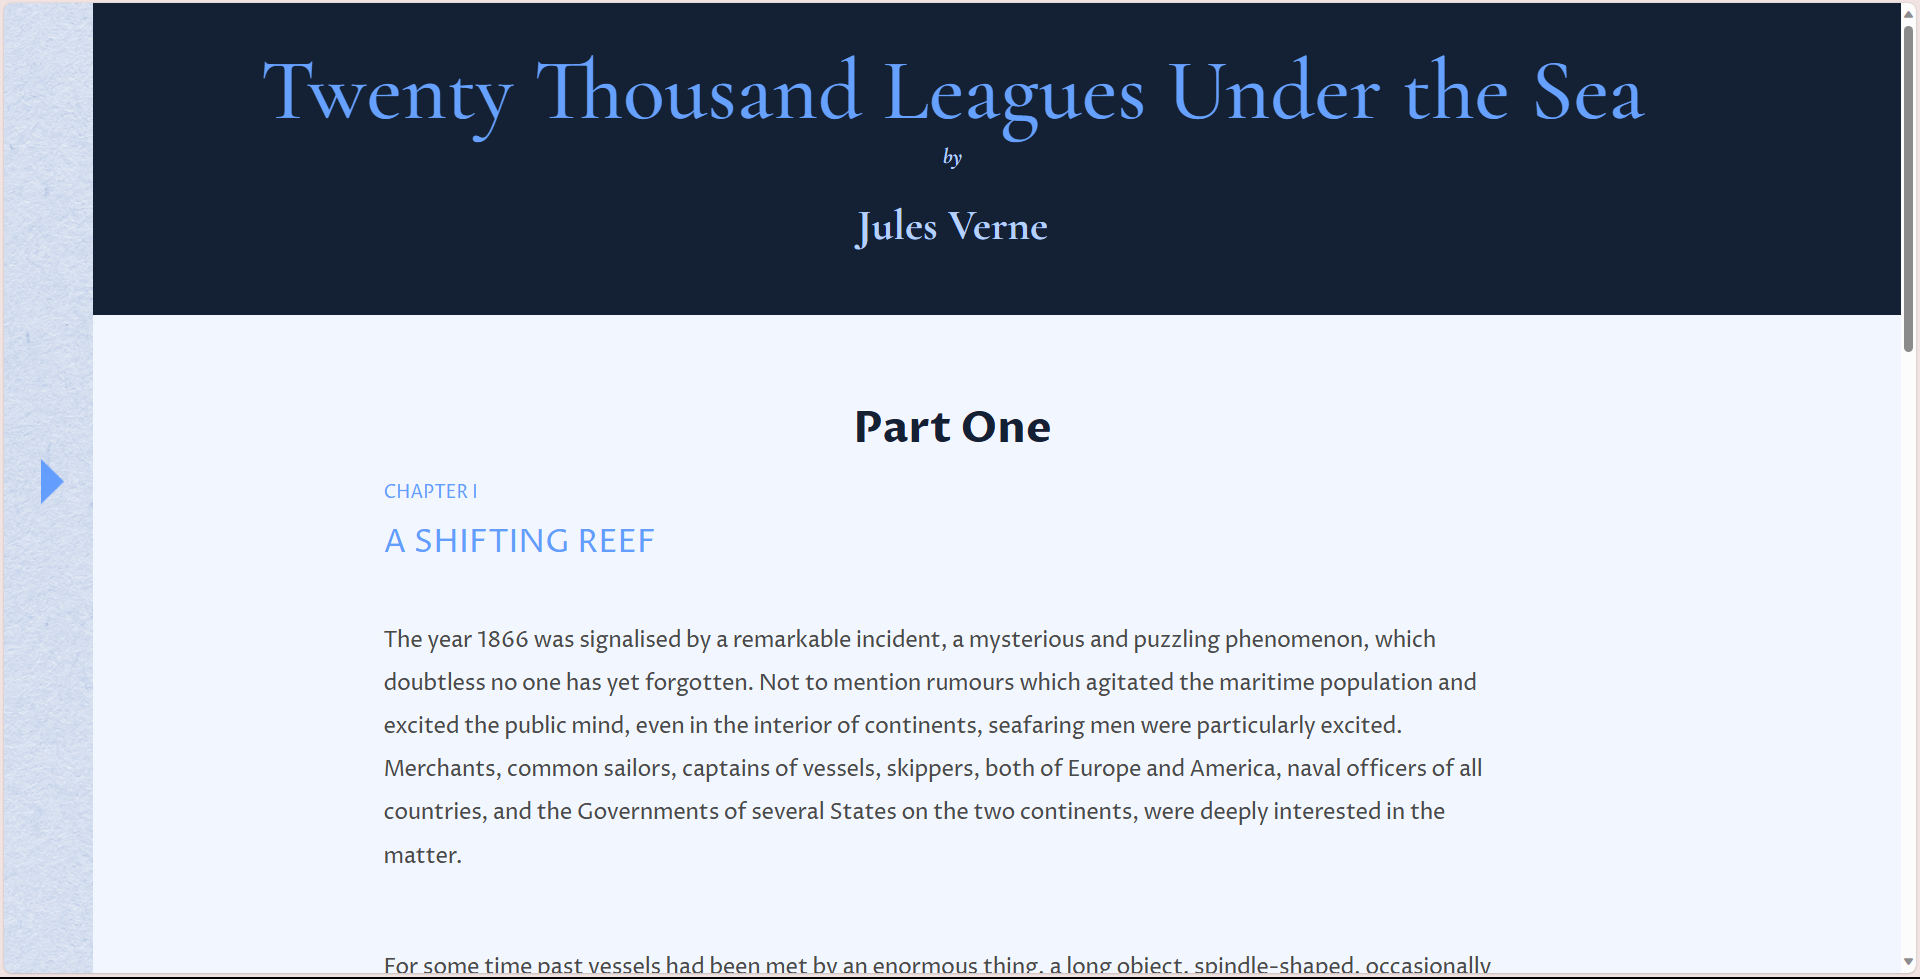 Twenty Thousand Leagues Under the Sea
by
Jules Verne
Part One
CHAPTER I
A SHIFTING REEF
The year 1866 was signalised by a remarkable incident, a mysterious and puzzling phenomenon, which
doubtless no one has yet forgotten. Not to mention rumours which agitated the maritime population and
excited the public mind, even in the interior of continents, seafaring men were particularly excited.
Merchants, common sailors, captains of vessels, skippers, both of Europe and America, naval officers of all
countries, and the Governments of several States on the two continents, were deeply interested in the
matter.
For some time past vessels had been met by an enormous thing, a long object, spindle-shaped, occasionally